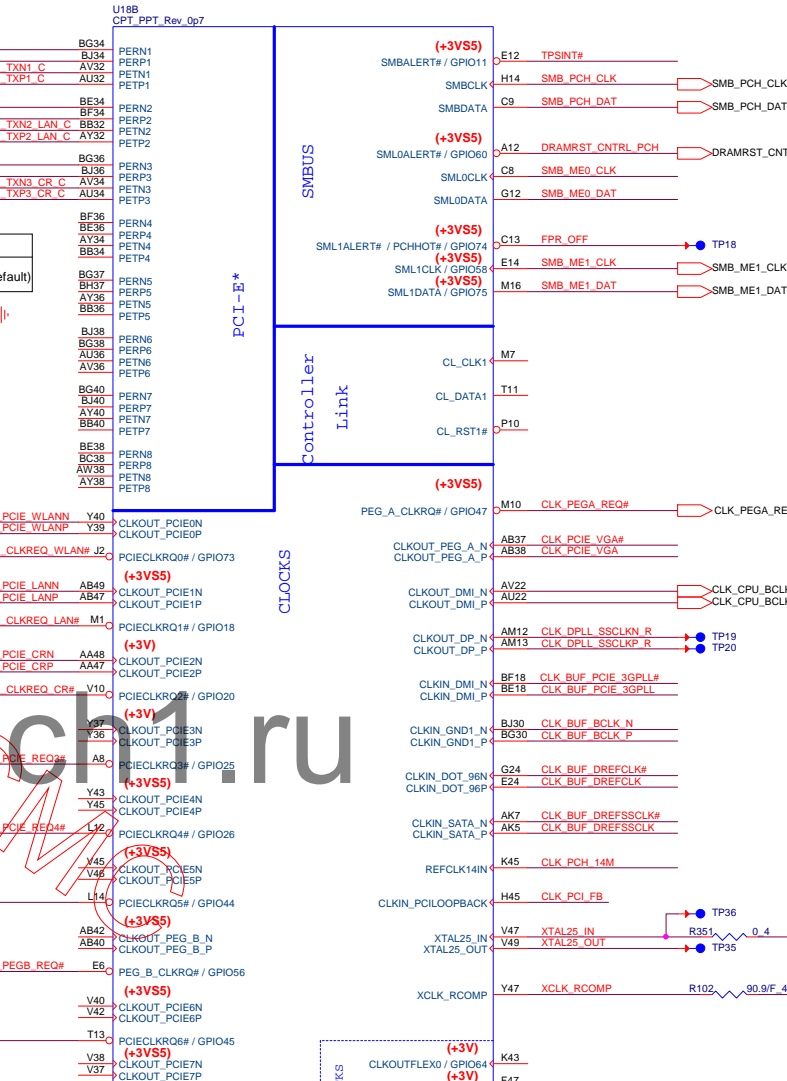 U18B
CPT_PPT_Rev_0p7
BG34 PERN1
BJ34 PERP1
TXN1_C AV32 PETN1
TXP1_C AU32 PETP1
BE34 PERN2
BF34 PERP2
TXN2_LAN_C BB32 PETN2
TXP2_LAN_C AY32 PETP2
BG36 PERN3
BJ36 PERP3
TXN3_CR_C AV34 PETN3
TXP3_CR_C AU34 PETP3
BF36 PERN4
BE36 PERP4
AY34 PETN4
BB34 PETP4
efault)
BG37 PERN5
BH37 PERP5
AY36 PETN5
BB36 PETP5
BJ38 PERN6
BG38 PERP6
AU36 PETN6
AV36 PETP6
BG40 PERN7
BJ40 PERP7
AY40 PETN7
BB40 PETP7
BE38 PERN8
BC38 PERP8
AW38 PETN8
AY38 PETP8
PCI-E*
PCIE_WLANN Y40 CLKOUT_PCIE0N
PCIE_WLANP Y39 CLKOUT_PCIE0P
CLKREQ_WLAN# J2 PCIECLKRQ0# / GPIO73
(+3VS5)
PCIE_LANN AB49 CLKOUT_PCIE1N
PCIE_LANP AB47 CLKOUT_PCIE1P
CLKREQ_LAN# M1 PCIECLKRQ1# / GPIO18
(+3V)
PCIE_CRN AA48 CLKOUT_PCIE2N
PCIE_CRP AA47 CLKOUT_PCIE2P
CLKREQ_CR# V10 PCIECLKRQ2# / GPIO20
(+3V)
Y37 CLKOUT_PCIE3N
Y36 CLKOUT_PCIE3P
PCIE_REQ3# A8 PCIECLKRQ3# / GPIO25
(+3VS5)
Y43 CLKOUT_PCIE4N
Y45 CLKOUT_PCIE4P
PCIE_REQ4# L12 PCIECLKRQ4# / GPIO26
(+3VS5)
V45 CLKOUT_PCIE5N
V46 CLKOUT_PCIE5P
L14 PCIECLKRQ5# / GPIO44
(+3VS5)
AB42 CLKOUT_PEG_B_N
AB40 CLKOUT_PEG_B_P
PEGB_REQ# E6 PEG_B_CLKRQ# / GPIO56
(+3VS5)
V40 CLKOUT_PCIE6N
V42 CLKOUT_PCIE6P
T13 PCIECLKRQ6# / GPIO45
(+3VS5)
V38 CLKOUT_PCIE7N
V37 CLKOUT_PCIE7P
SMBUS
(+3VS5)
SMBALERT# / GPIO11 E12 TPSINT#
SMBCLK H14 SMB_PCH_CLK SMB_PCH_CLK
SMBDATA C9 SMB_PCH_DAT SMB_PCH_DAT
(+3VS5)
SML0ALERT# / GPIO60 A12 DRAMRST_CNTRL_PCH DRAMRST_CNT
SML0CLK C8 SMB_ME0_CLK
SML0DATA G12 SMB_ME0_DAT
(+3VS5)
SML1ALERT# / PCHHOT# / GPIO74 C13 FPR_OFF TP18
(+3VS5)
SML1CLK / GPIO58 E14 SMB_ME1_CLK SMB_ME1_CLK
(+3VS5)
SML1DATA / GPIO75 M16 SMB_ME1_DAT SMB_ME1_DAT
Controller
Link
CL_CLK1 M7
CL_DATA1 T11
CL_RST1# P10
CLOCKS
(+3VS5)
PEG_A_CLKRQ# / GPIO47 M10 CLK_PEGA_REQ# CLK_PEGA_RE
CLKOUT_PEG_A_N AB37 CLK_PCIE_VGA#
CLKOUT_PEG_A_P AB38 CLK_PCIE_VGA
CLKOUT_DMI_N AV22 CLK_CPU_BCLK
CLKOUT_DMI_P AU22 CLK_CPU_BCLK
CLKOUT_DP_N AM12 CLK_DPLL_SSCLKN_R TP19
CLKOUT_DP_P AM13 CLK_DPLL_SSCLKP_R TP20
CLKIN_DMI_N BF18 CLK_BUF_PCIE_3GPLL#
CLKIN_DMI_P BE18 CLK_BUF_PCIE_3GPLL
CLKIN_GND1_N BJ30 CLK_BUF_BCLK_N
CLKIN_GND1_P BG30 CLK_BUF_BCLK_P
CLKIN_DOT_96N G24 CLK_BUF_DREFCLK#
CLKIN_DOT_96P E24 CLK_BUF_DREFCLK
CLKIN_SATA_N AK7 CLK_BUF_DREFSSCLK#
CLKIN_SATA_P AK5 CLK_BUF_DREFSSCLK
REFCLK14IN K45 CLK_PCH_14M
CLKIN_PCILOOPBACK H45 CLK_PCI_FB
TP36
XTAL25_IN V47 XTAL25_IN R351 0_4
XTAL25_OUT V49 XTAL25_OUT TP35
XCLK_RCOMP Y47 XCLK_RCOMP R102 90.9/F_4
(+3V)
CLKOUTFLEX0 / GPIO64 K43
(+3V)
F47
KS
ch1.ru